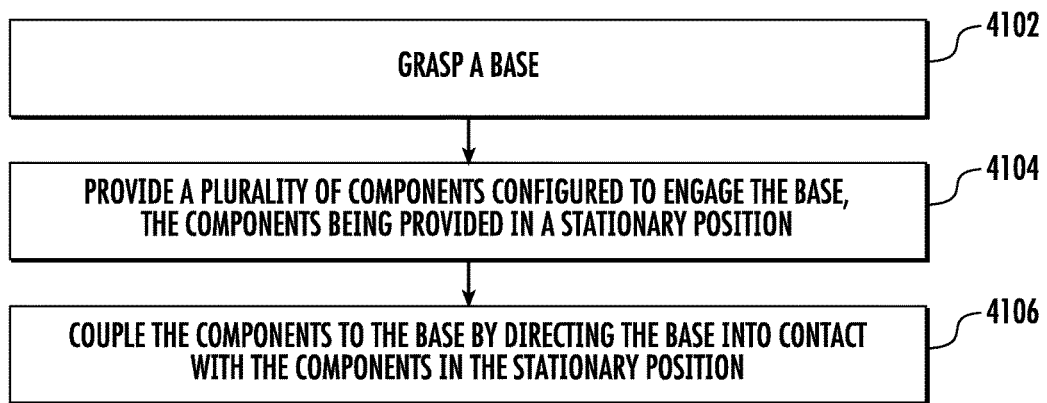 GRASP A BASE
4102
PROVIDE A PLURALITY OF COMPONENTS CONFIGURED TO ENGAGE THE BASE,
THE COMPONENTS BEING PROVIDED IN A STATIONARY POSITION
4104
COUPLE THE COMPONENTS TO THE BASE BY DIRECTING THE BASE INTO CONTACT
WITH THE COMPONENTS IN THE STATIONARY POSITION
4106